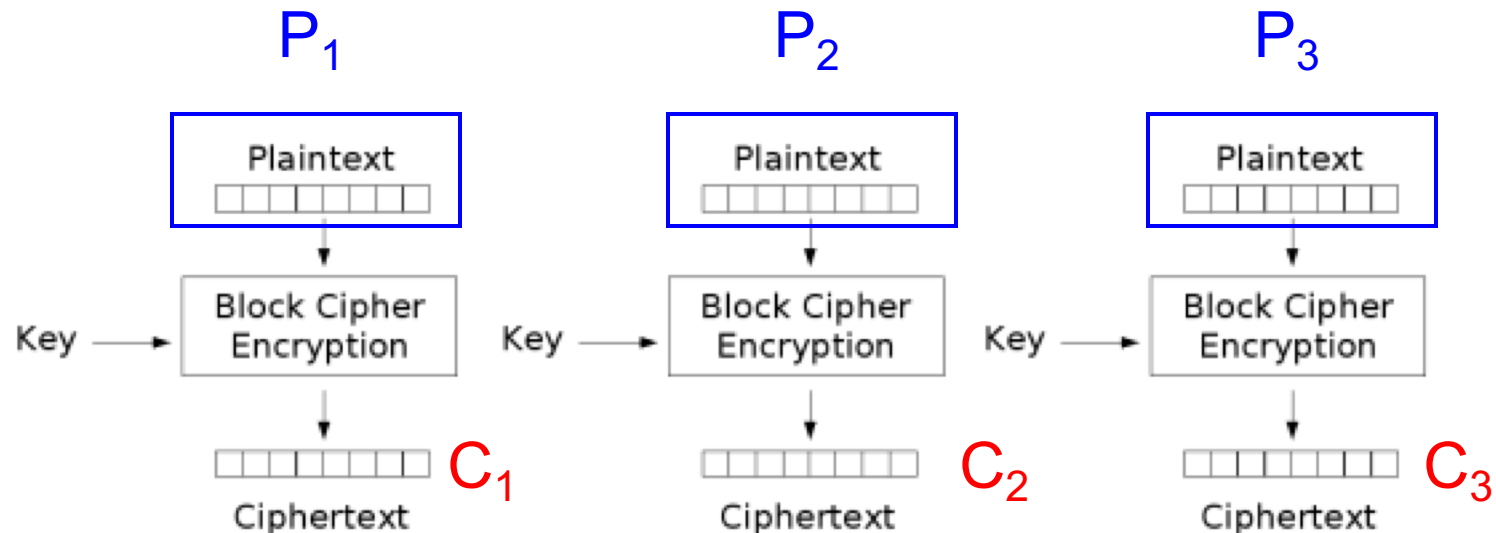 P1 P2 P3
Plaintext Plaintext Plaintext
Key Block Cipher Encryption Key Block Cipher Encryption Key Block Cipher Encryption
C1 C2 C3
Ciphertext Ciphertext Ciphertext